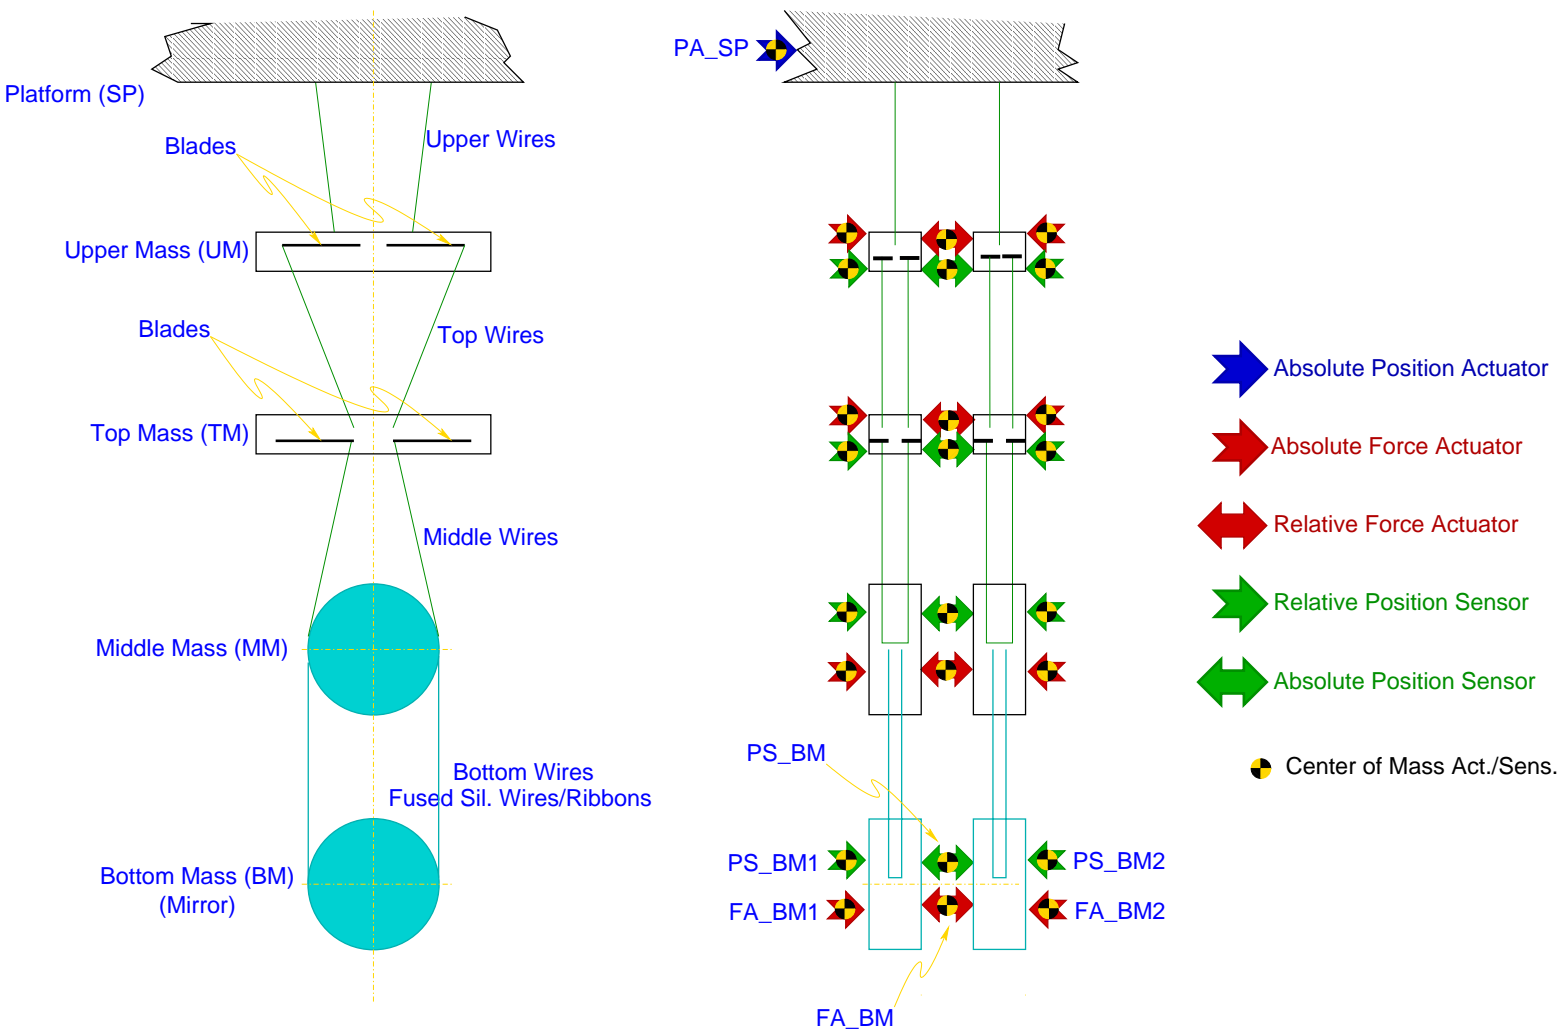 PA_SP
Platform (SP)
Blades
Upper Wires
Upper Mass (UM)
Blades
Top Wires
Top Mass (TM)
Middle Wires
Middle Mass (MM)
Bottom Wires
Fused Sil. Wires/Ribbons
Bottom Mass (BM)
(Mirror)
PS_BM
PS_BM1
PS_BM2
FA_BM1
FA_BM2
FA_BM
Absolute Position Actuator
Absolute Force Actuator
Relative Force Actuator
Relative Position Sensor
Absolute Position Sensor
Center of Mass Act./Sens.